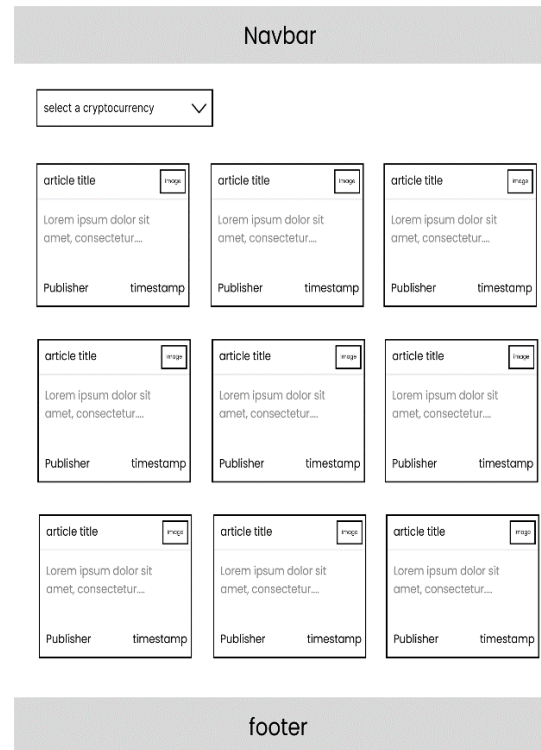 Navbar
select a cryptocurrency
article title image article title image article title image
Lorem ipsum dolor sit Lorem ipsum dolor sit Lorem ipsum dolor sit
amet, consectetur.... amet, consectetur.... amet, consectetur....
Publisher timestamp Publisher timestamp Publisher timestamp
article title image article title image article title image
Lorem ipsum dolor sit Lorem ipsum dolor sit Lorem ipsum dolor sit
amet, consectetur.... amet, consectetur.... amet, consectetur....
Publisher timestamp Publisher timestamp Publisher timestamp
article title image article title image article title image
Lorem ipsum dolor sit Lorem ipsum dolor sit Lorem ipsum dolor sit
amet, consectetur.... amet, consectetur.... amet, consectetur....
Publisher timestamp Publisher timestamp Publisher timestamp
footer